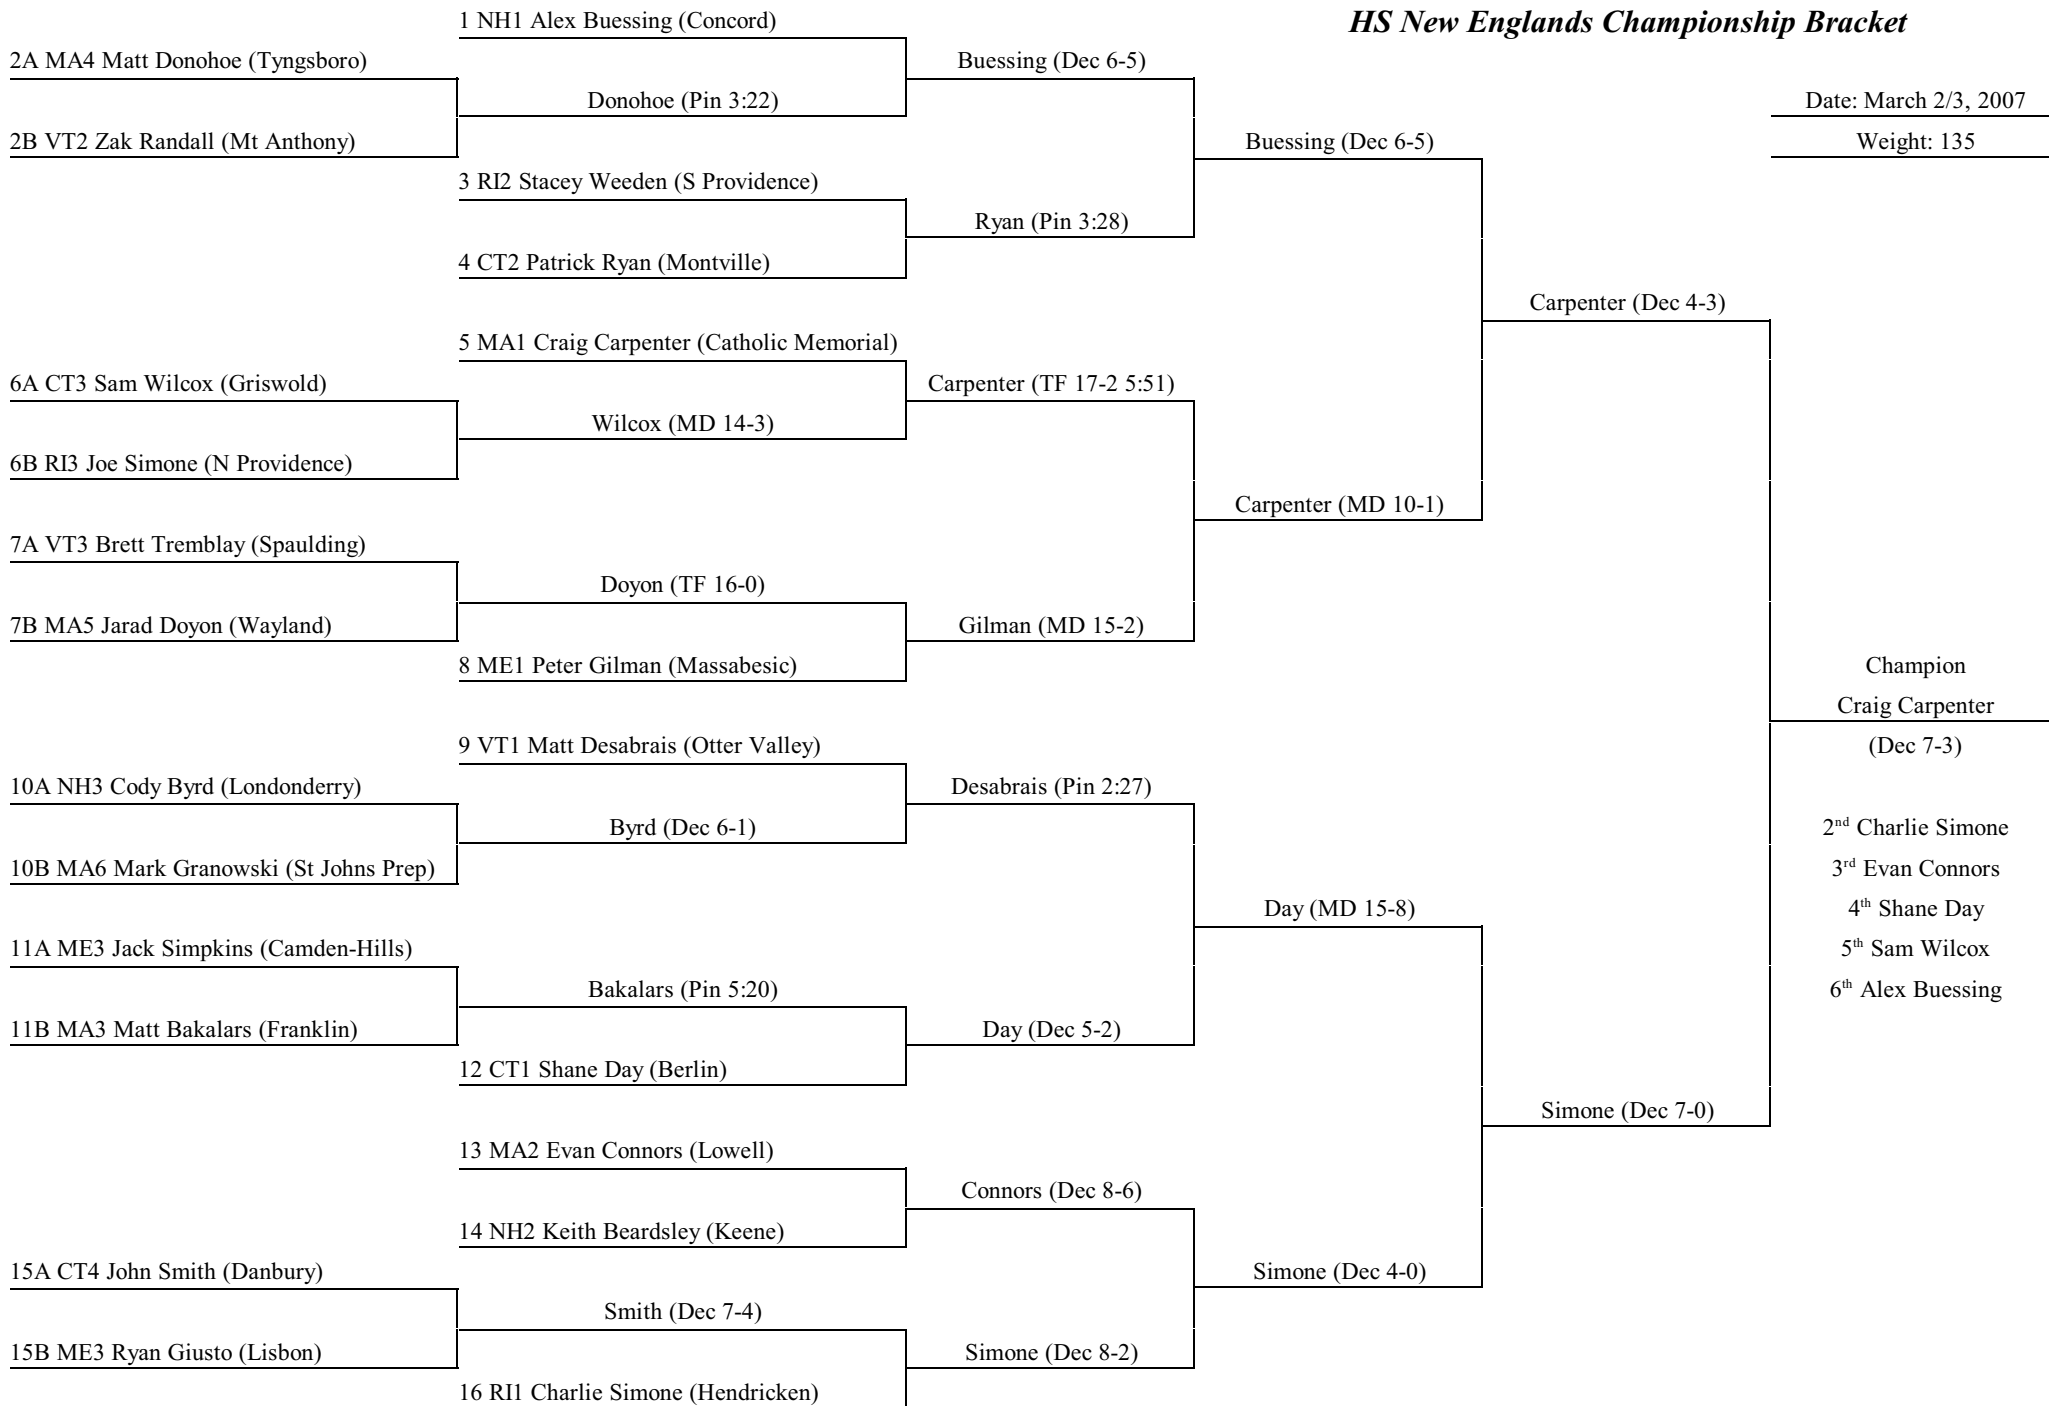 1 NH1 Alex Buessing (Concord)
HS New Englands Championship Bracket
2A MA4 Matt Donohoe (Tyngsboro)
Buessing (Dec 6-5)
Donohoe (Pin 3:22)
Date: March 2/3, 2007
2B VT2 Zak Randall (Mt Anthony)
Buessing (Dec 6-5)
Weight: 135
3 RI2 Stacey Weeden (S Providence)
Ryan (Pin 3:28)
4 CT2 Patrick Ryan (Montville)
Carpenter (Dec 4-3)
5 MA1 Craig Carpenter (Catholic Memorial)
6A CT3 Sam Wilcox (Griswold)
Carpenter (TF 17-2 5:51)
Wilcox (MD 14-3)
6B RI3 Joe Simone (N Providence)
Carpenter (MD 10-1)
7A VT3 Brett Tremblay (Spaulding)
Doyon (TF 16-0)
7B MA5 Jarad Doyon (Wayland)
Gilman (MD 15-2)
8 ME1 Peter Gilman (Massabesic)
Champion
Craig Carpenter
9 VT1 Matt Desabrais (Otter Valley)
(Dec 7-3)
10A NH3 Cody Byrd (Londonderry)
Desabrais (Pin 2:27)
Byrd (Dec 6-1)
2nd Charlie Simone
10B MA6 Mark Granowski (St Johns Prep)
3rd Evan Connors
Day (MD 15-8)
4th Shane Day
11A ME3 Jack Simpkins (Camden-Hills)
5th Sam Wilcox
Bakalars (Pin 5:20)
6th Alex Buessing
11B MA3 Matt Bakalars (Franklin)
Day (Dec 5-2)
12 CT1 Shane Day (Berlin)
Simone (Dec 7-0)
13 MA2 Evan Connors (Lowell)
Connors (Dec 8-6)
14 NH2 Keith Beardsley (Keene)
15A CT4 John Smith (Danbury)
Simone (Dec 4-0)
Smith (Dec 7-4)
15B ME3 Ryan Giusto (Lisbon)
Simone (Dec 8-2)
16 RI1 Charlie Simone (Hendricken)